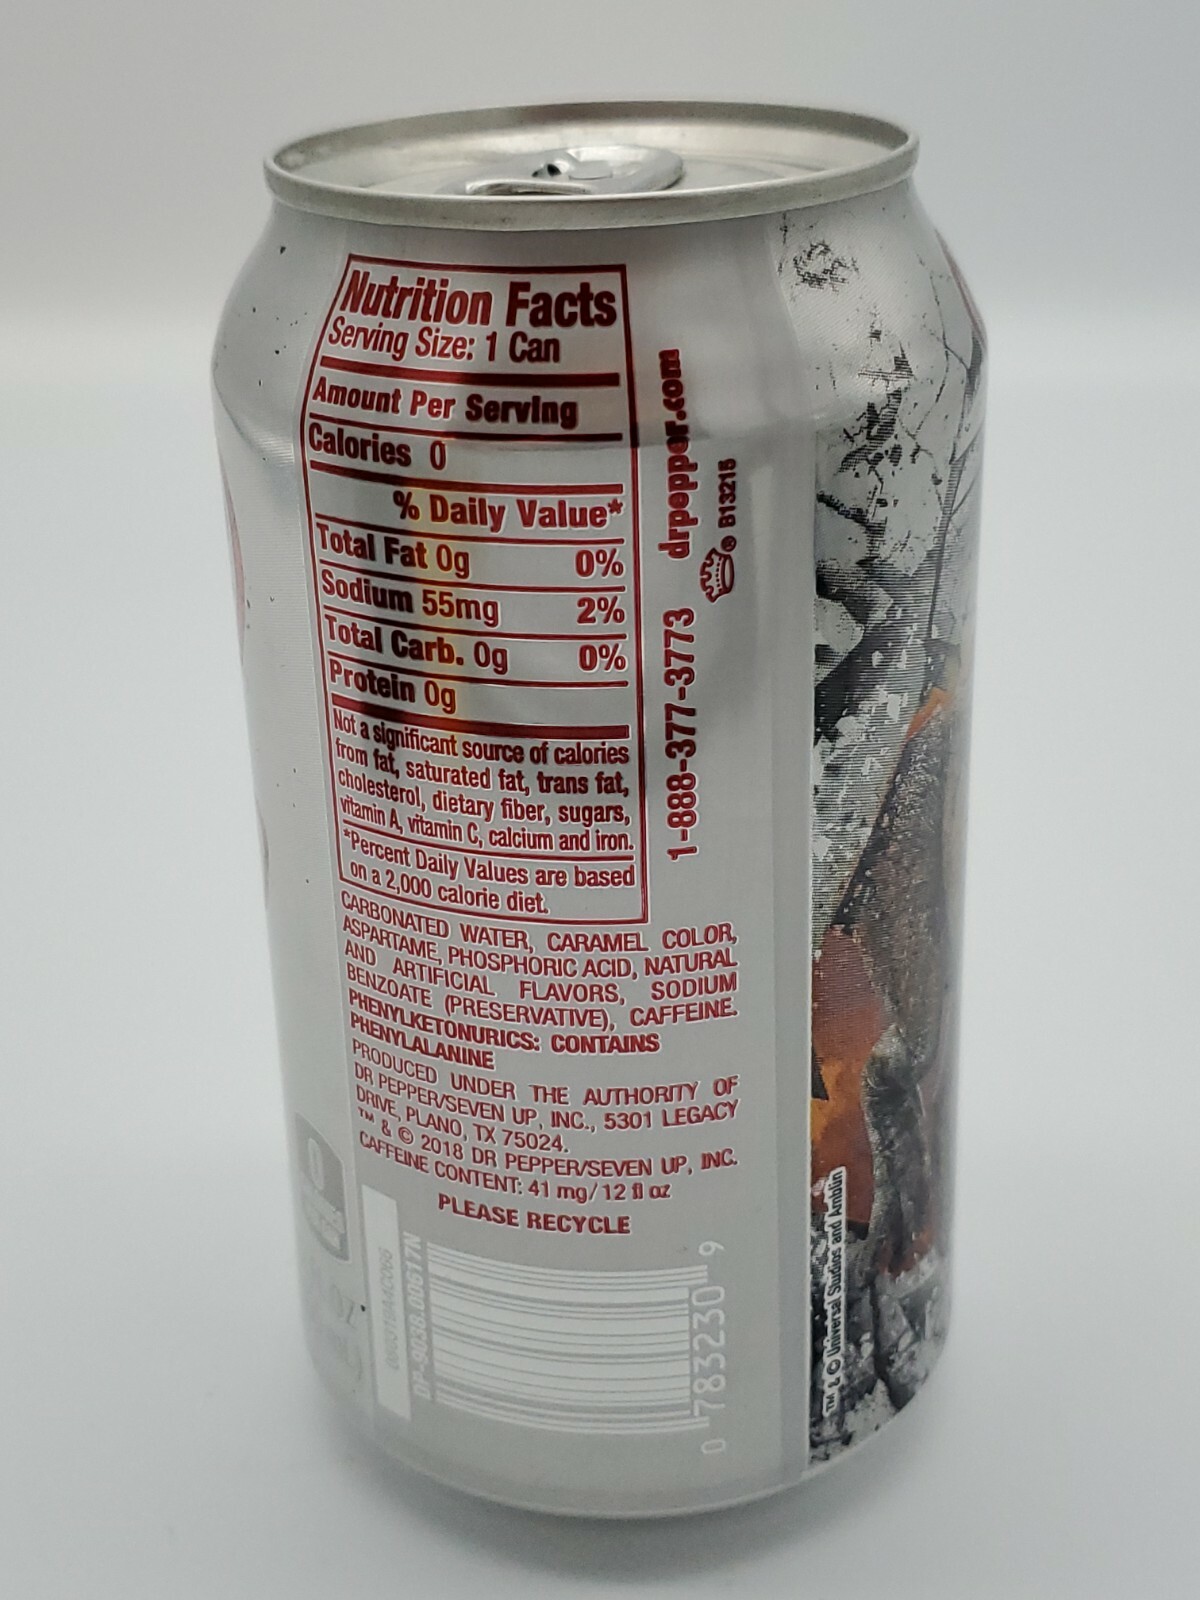 Nutrition Facts
Serving Size: 1 Can
Amount Per Serving
Calories 0
% Daily Value*
Total Fat 0g 0%
Sodium 55mg 2%
Total Carb. 0g 0%
Protein 0g
Not a significant source of calories
from fat, saturated fat, trans fat,
cholesterol, dietary fiber, sugars,
vitamin A, vitamin C, calcium and iron.
*Percent Daily Values are based
on a 2,000 calorie diet.
1-888-377-3773 drpepper.com
® B13215
CARBONATED WATER, CARAMEL COLOR,
ASPARTAME, PHOSPHORIC ACID, NATURAL
AND ARTIFICIAL FLAVORS, SODIUM
BENZOATE (PRESERVATIVE), CAFFEINE.
PHENYLKETONURICS: CONTAINS
PHENYLALANINE
PRODUCED UNDER THE AUTHORITY OF
DR PEPPER/SEVEN UP, INC., 5301 LEGACY
DRIVE, PLANO, TX 75024.
™ & © 2018 DR PEPPER/SEVEN UP, INC.
CAFFEINE CONTENT: 41 mg/12 fl oz
PLEASE RECYCLE
0 783230 9
™ & © Universal Studios and Amblin
0
OZ